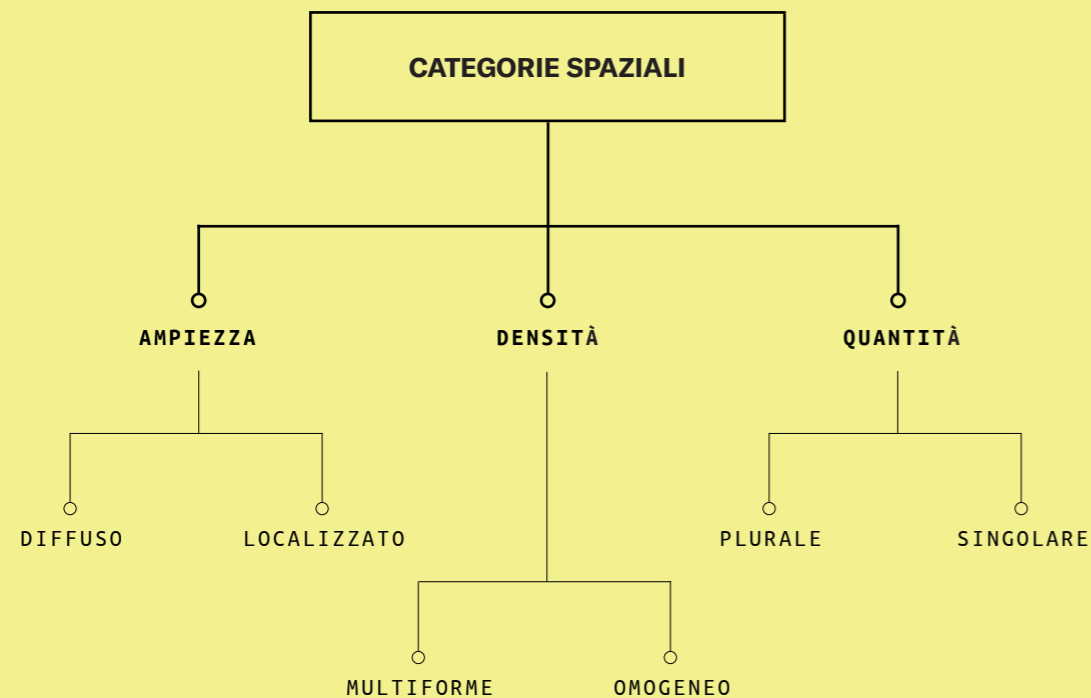 CATEGORIE SPAZIALI
AMPIEZZA
DENSITÀ
QUANTITÀ
DIFFUSO
LOCALIZZATO
PLURALE
SINGOLARE
MULTIFORME
OMOGENEO